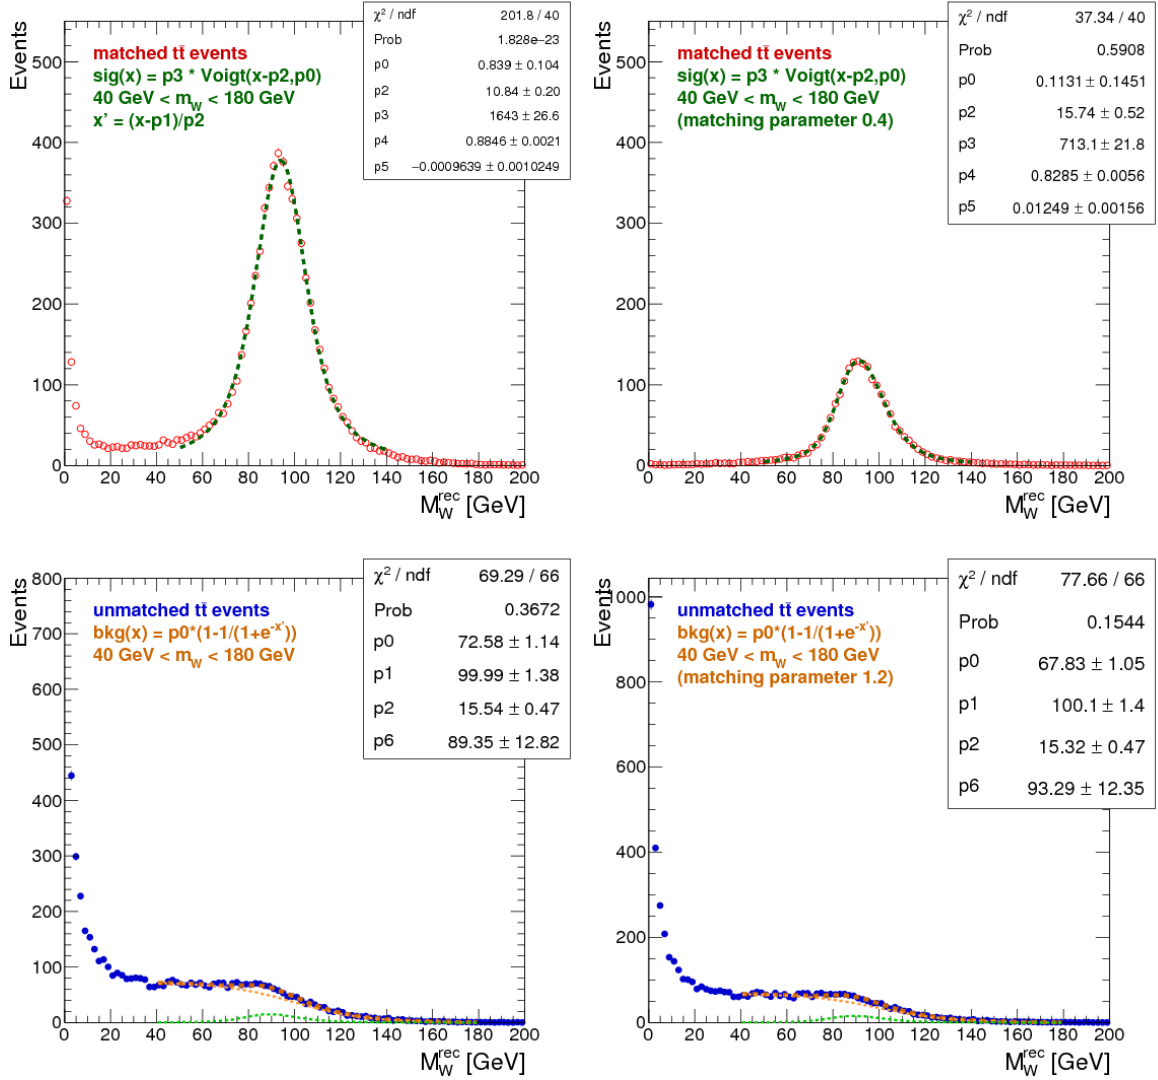 Events
χ² / ndf 201.8 / 40
Prob 1.828e−23
p0 0.839 ± 0.104
p2 10.84 ± 0.20
p3 1643 ± 26.6
p4 0.8846 ± 0.0021
p5 −0.0009639 ± 0.0010249
matched tt̄ events
sig(x) = p3 * Voigt(x-p2,p0)
40 GeV < m_W < 180 GeV
x' = (x-p1)/p2
500
400
300
200
100
0
0 20 40 60 80 100 120 140 160 180 200
M_W^rec [GeV]
Events
χ² / ndf 37.34 / 40
Prob 0.5908
p0 0.1131 ± 0.1451
p2 15.74 ± 0.52
p3 713.1 ± 21.8
p4 0.8285 ± 0.0056
p5 0.01249 ± 0.00156
matched tt̄ events
sig(x) = p3 * Voigt(x-p2,p0)
40 GeV < m_W < 180 GeV
(matching parameter 0.4)
500
400
300
200
100
0
0 20 40 60 80 100 120 140 160 180 200
M_W^rec [GeV]
Events
χ² / ndf 69.29 / 66
Prob 0.3672
p0 72.58 ± 1.14
p1 99.99 ± 1.38
p2 15.54 ± 0.47
p6 89.35 ± 12.82
unmatched tt̄ events
bkg(x) = p0*(1-1/(1+e^-x'))
40 GeV < m_W < 180 GeV
800
700
600
500
400
300
200
100
0
0 20 40 60 80 100 120 140 160 180 200
M_W^rec [GeV]
Events
χ² / ndf 77.66 / 66
Prob 0.1544
p0 67.83 ± 1.05
p1 100.1 ± 1.4
p2 15.32 ± 0.47
p6 93.29 ± 12.35
unmatched tt̄ events
bkg(x) = p0*(1-1/(1+e^-x'))
40 GeV < m_W < 180 GeV
(matching parameter 1.2)
1000
800
600
400
200
0
0 20 40 60 80 100 120 140 160 180 200
M_W^rec [GeV]